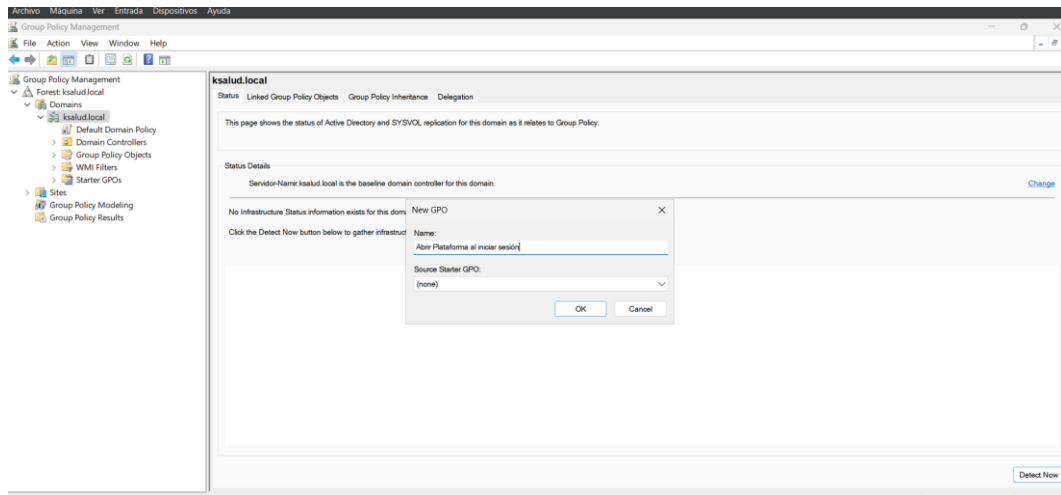 Archivo Máquina Ver Entrada Dispositivos Ayuda
Group Policy Management
File Action View Window Help
Group Policy Management
Forest: ksalud.local
Domains
ksalud.local
Default Domain Policy
Domain Controllers
Group Policy Objects
WMI Filters
Starter GPOs
Sites
Group Policy Modeling
Group Policy Results
ksalud.local
Status Linked Group Policy Objects Group Policy Inheritance Delegation
This page shows the status of Active Directory and SYSVOL replication for this domain as it relates to Group Policy.
Status Details
Servidor-Namir.ksalud.local is the baseline domain controller for this domain.
Change
No Infrastructure Status information exists for this dom
Click the Detect Now button below to gather infrastruct
New GPO
Name:
Abrir Plataforma al iniciar sesión
Source Starter GPO:
(none)
OK Cancel
Detect Now